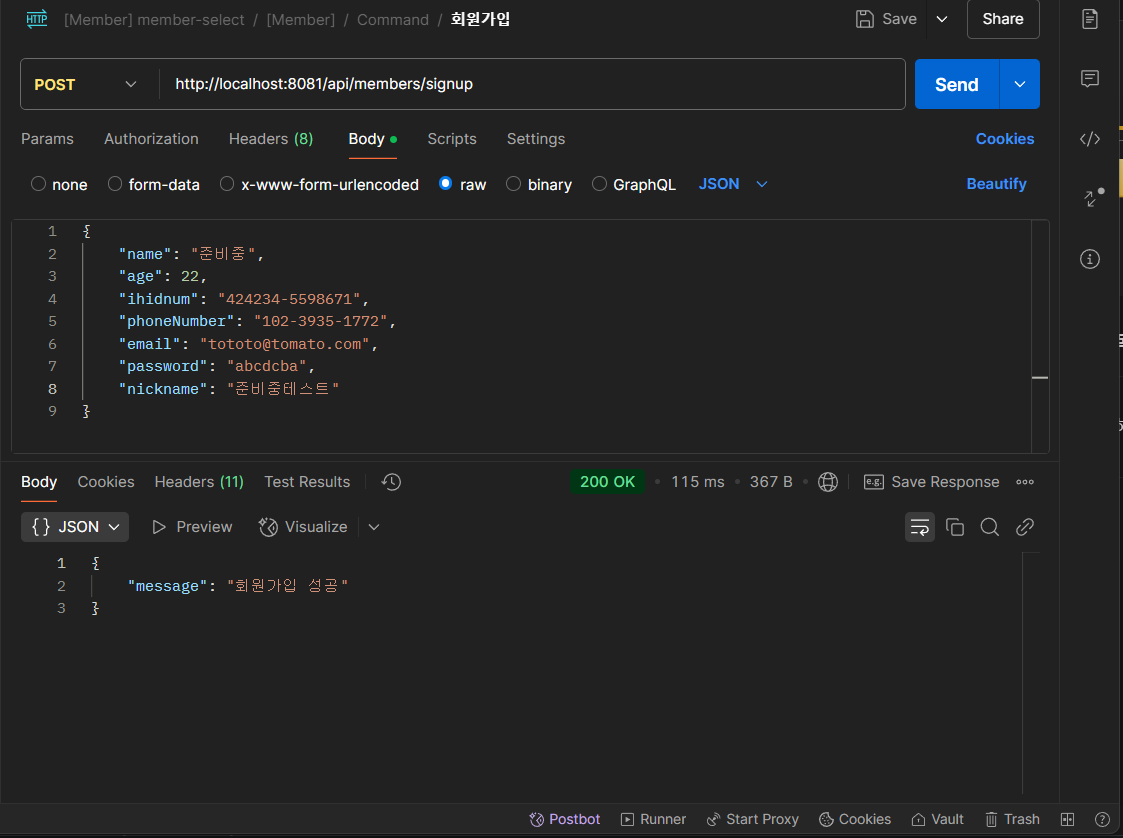 HTTP [Member] member-select / [Member] / Command / 회원가입 Save Share
POST http://localhost:8081/api/members/signup Send
Params Authorization Headers (8) Body Scripts Settings Cookies
none form-data x-www-form-urlencoded raw binary GraphQL JSON Beautify
1 {
2 "name": "준비중",
3 "age": 22,
4 "ihidnum": "424234-5598671",
5 "phoneNumber": "102-3935-1772",
6 "email": "tototo@tomato.com",
7 "password": "abcdcba",
8 "nickname": "준비중테스트"
9 }
Body Cookies Headers (11) Test Results 200 OK • 115 ms • 367 B • e.g. Save Response
{} JSON Preview Visualize
1 {
2 "message": "회원가입 성공"
3 }
Postbot Runner Start Proxy Cookies Vault Trash